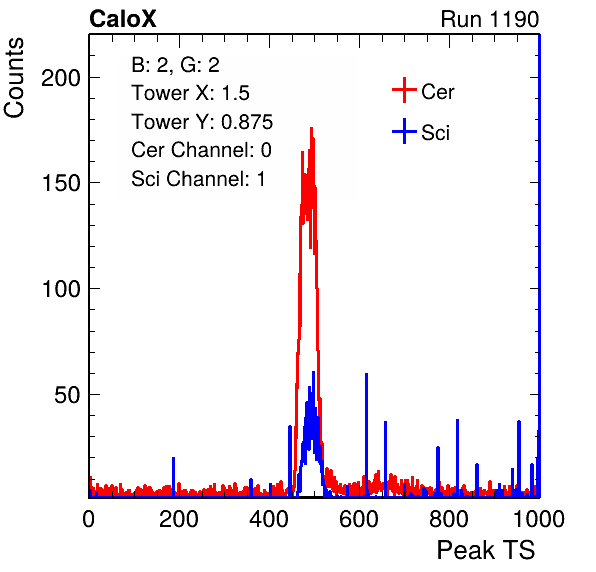 CaloX Run 1190
Counts
B: 2, G: 2
Tower X: 1.5
Tower Y: 0.875
Cer Channel: 0
Sci Channel: 1
Cer
Sci
200
150
100
50
0 200 400 600 800 1000
Peak TS